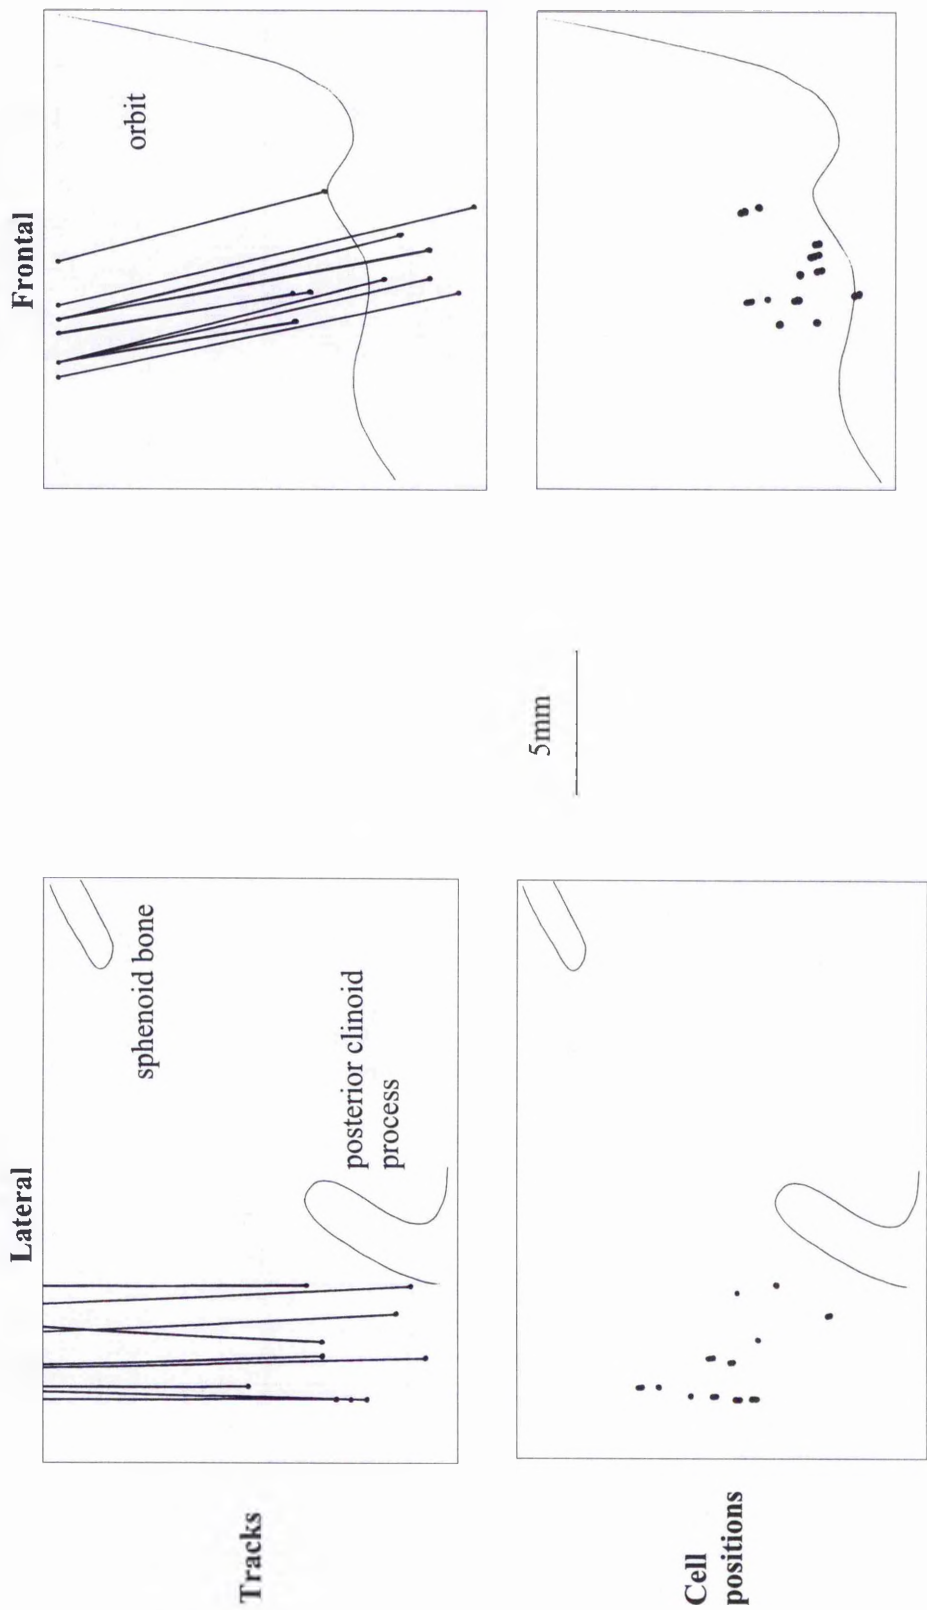 Lateral
Frontal
Tracks
sphenoid bone
posterior clinoid
process
orbit
5mm
Cell
positions